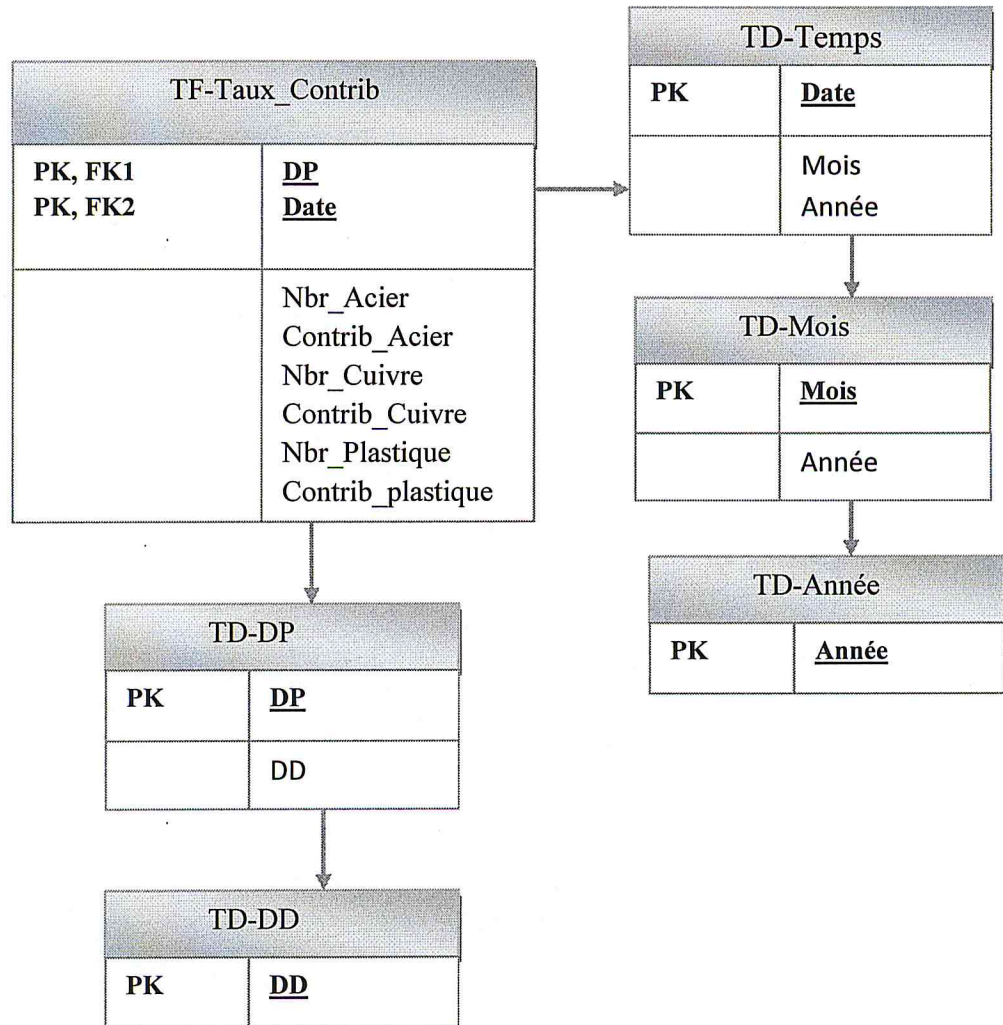 TF-Taux_Contrib
PK, FK1 DP
PK, FK2 Date
Nbr_Acier
Contrib_Acier
Nbr_Cuivre
Contrib_Cuivre
Nbr_Plastique
Contrib_plastique
TD-Temps
PK Date
Mois
Année
TD-Mois
PK Mois
Année
TD-Année
PK Année
TD-DP
PK DP
DD
TD-DD
PK DD